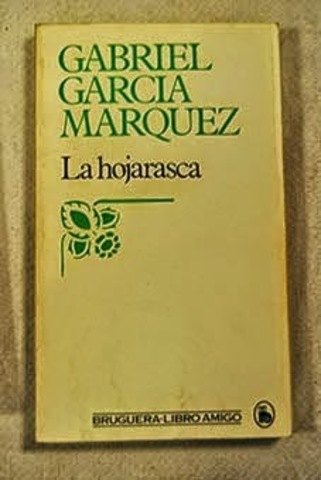 GABRIEL
GARCIA
MARQUEZ
La hojarasca
BRUGUERA-LIBRO AMIGO